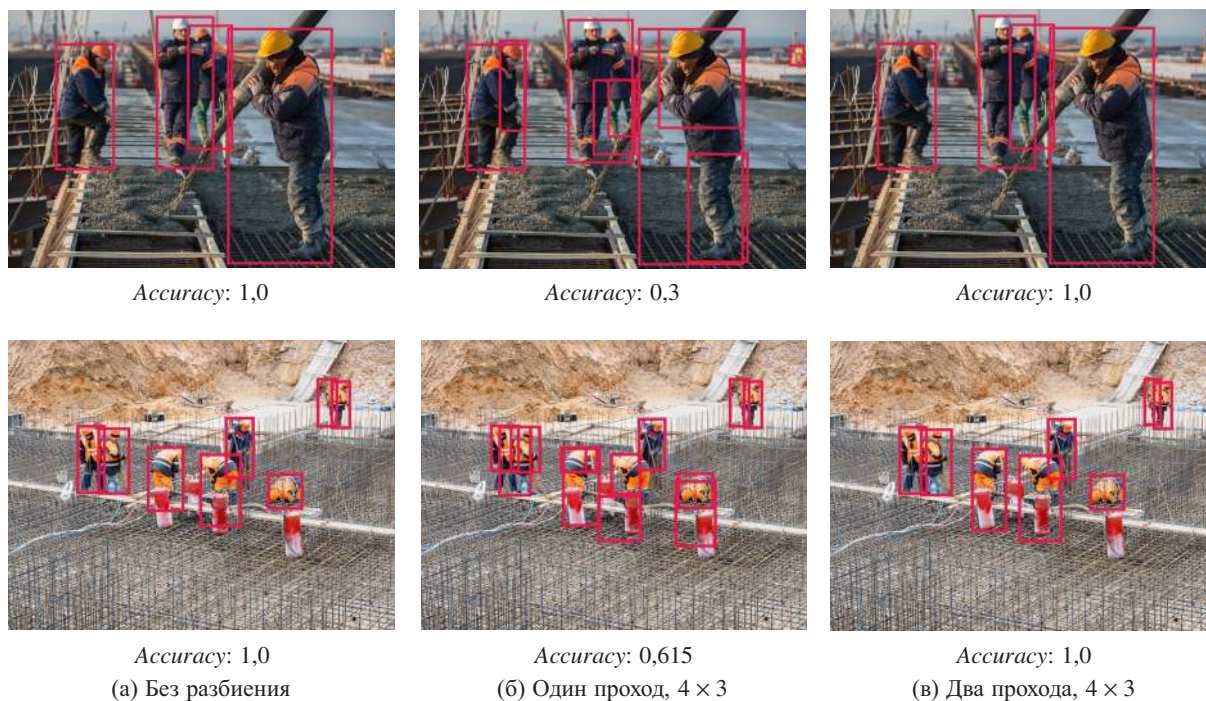 Accuracy: 1,0
Accuracy: 0,3
Accuracy: 1,0
Accuracy: 1,0
Accuracy: 0,615
Accuracy: 1,0
(а) Без разбиения
(б) Один проход, 4 × 3
(в) Два прохода, 4 × 3